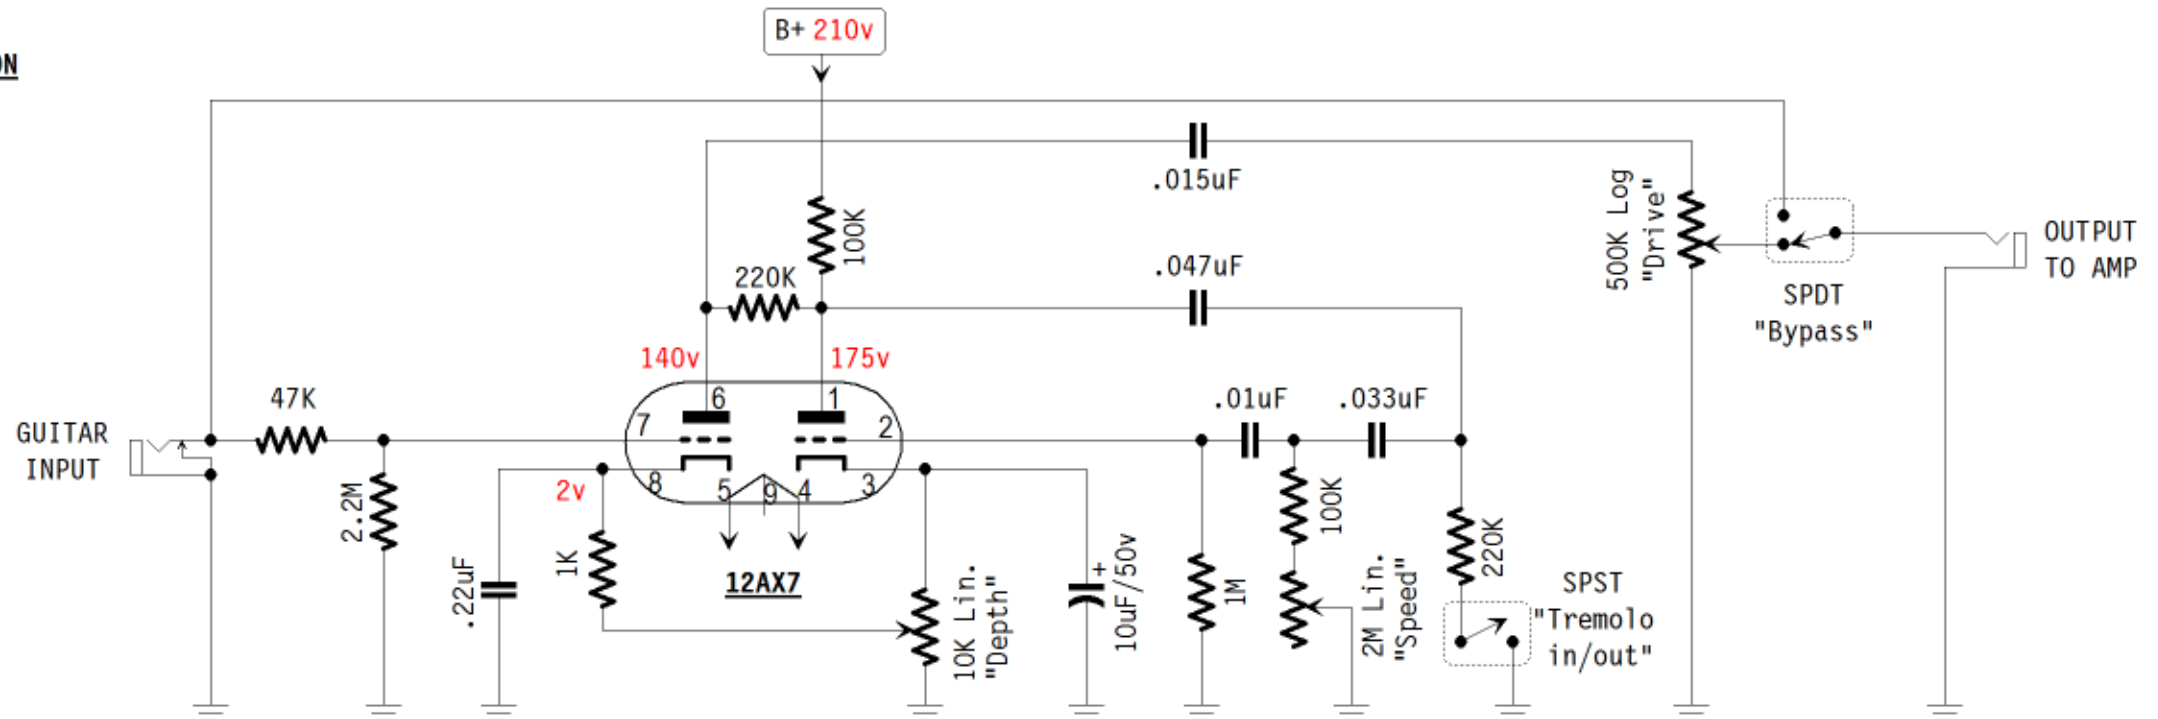 ON
B+ 210v
.015uF
100K
220K
.047uF
500K Log
"Drive"
OUTPUT
TO AMP
SPDT
"Bypass"
140v
175v
47K
6
1
7
2
.01uF
.033uF
GUITAR
INPUT
2v
8
5
9
4
3
2.2M
100K
220K
.22uF
1K
12AX7
10K Lin.
"Depth"
+
10uF/50v
1M
2M Lin.
"Speed"
SPST
"Tremolo
in/out"